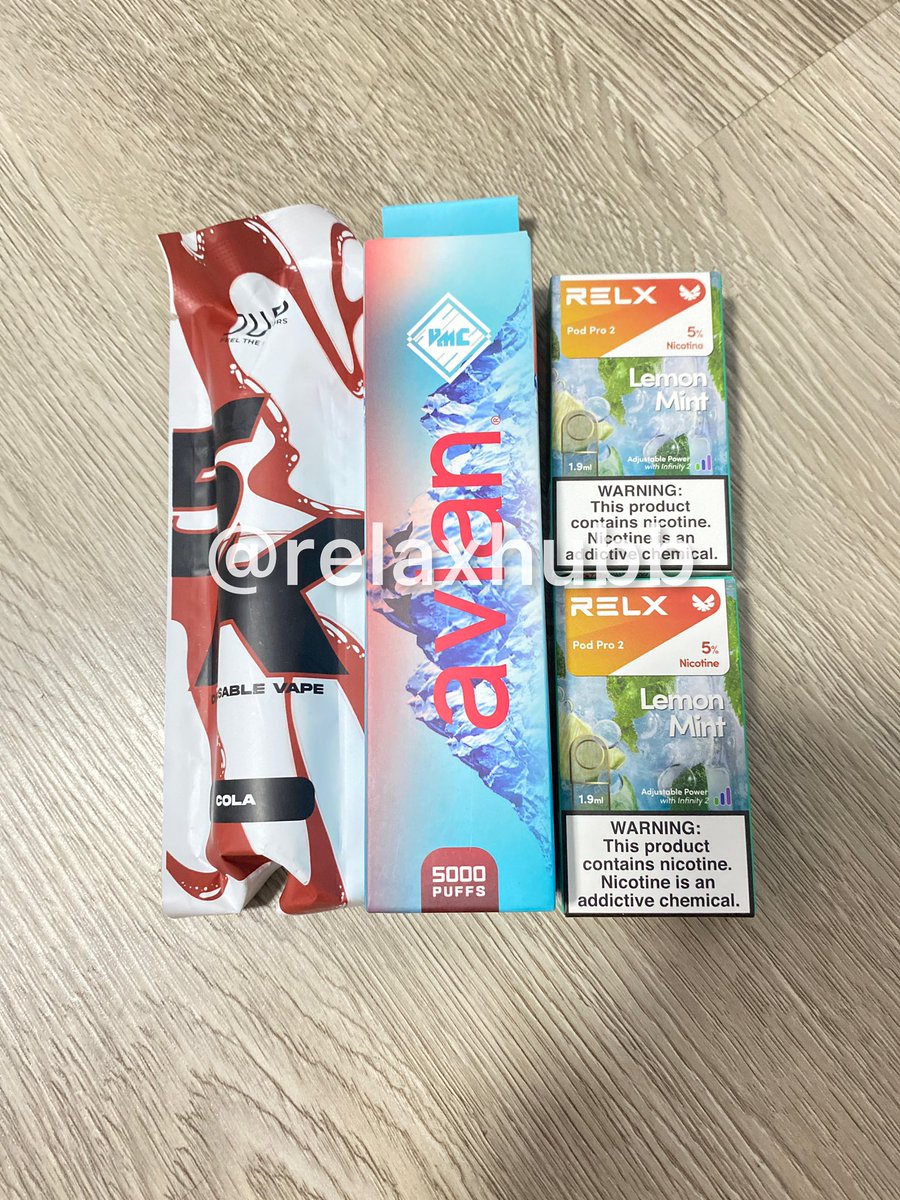 FEEL THE
5K
SABLE VAPE
COLA
VMC
avian®
5000
PUFFS
RELX
Pod Pro 2
5%
Nicotine
Lemon
Mint
Adjustable Power
with Infinity 2
1.9ml
WARNING:
This product
contains nicotine.
Nicotine is an
addictive chemical.
RELX
Pod Pro 2
5%
Nicotine
Lemon
Mint
Adjustable Power
with Infinity 2
1.9ml
WARNING:
This product
contains nicotine.
Nicotine is an
addictive chemical.
@relaxhubb